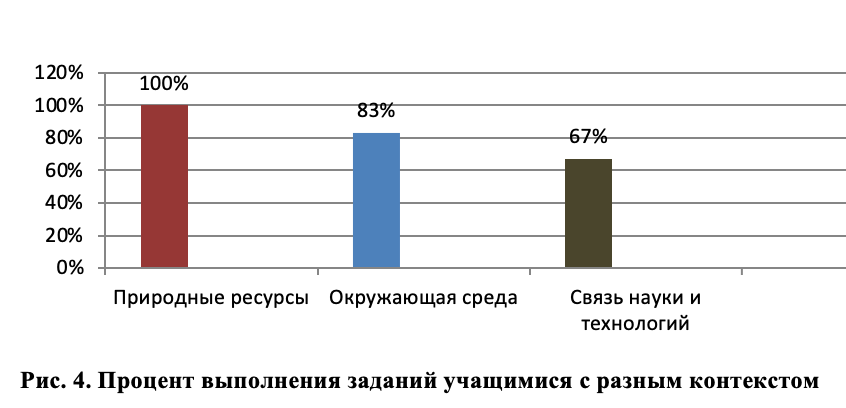 120%
100%
80%
60%
40%
20%
0%
100%
83%
67%
Природные ресурсы
Окружающая среда
Связь науки и
технологий
Рис. 4. Процент выполнения заданий учащимися с разным контекстом